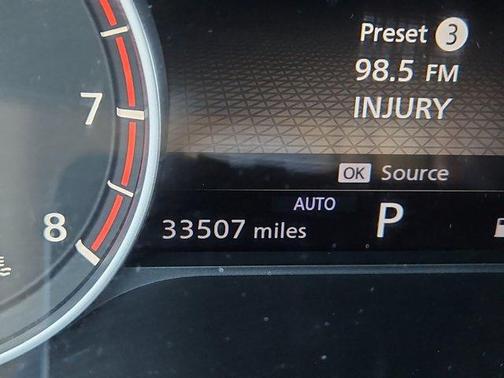 Preset 3
98.5 FM
INJURY
OK Source
7
AUTO
8
33507 miles
P